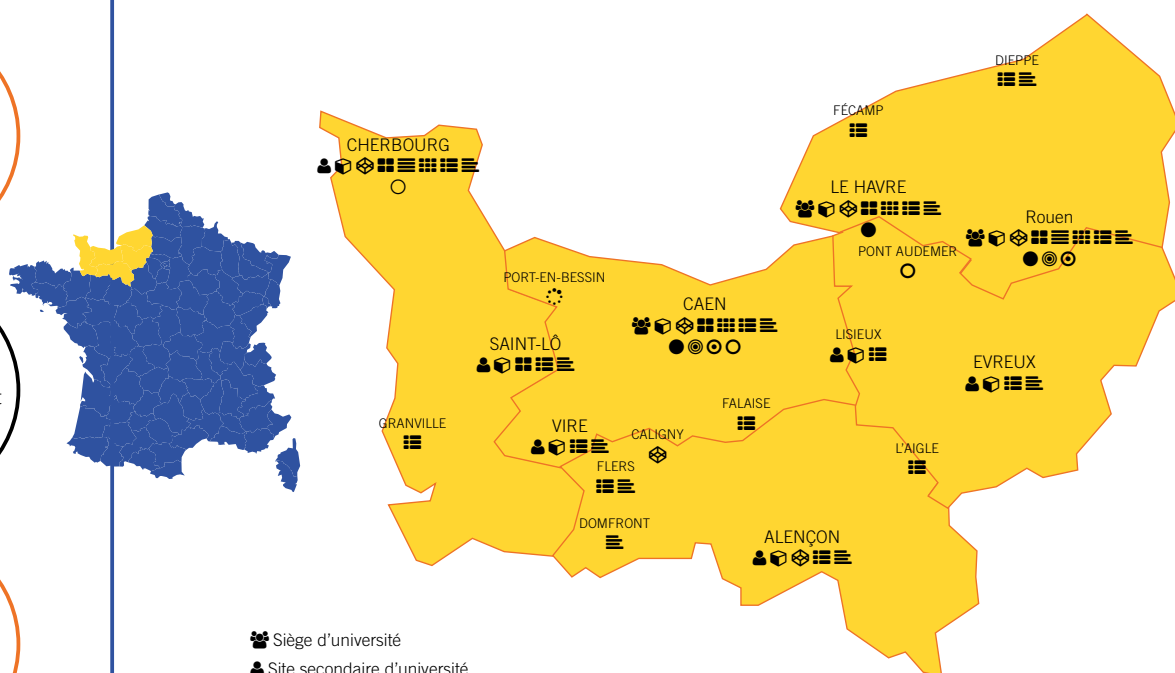 DIEPPE
FÉCAMP
CHERBOURG
LE HAVRE
Rouen
PONT AUDEMER
PORT-EN-BESSIN
CAEN
LISIEUX
SAINT-LÔ
EVREUX
FALAISE
GRANVILLE
VIRE
CALIGNY
L'AIGLE
FLERS
DOMFRONT
ALENÇON
Siège d’université
Site secondaire d’université